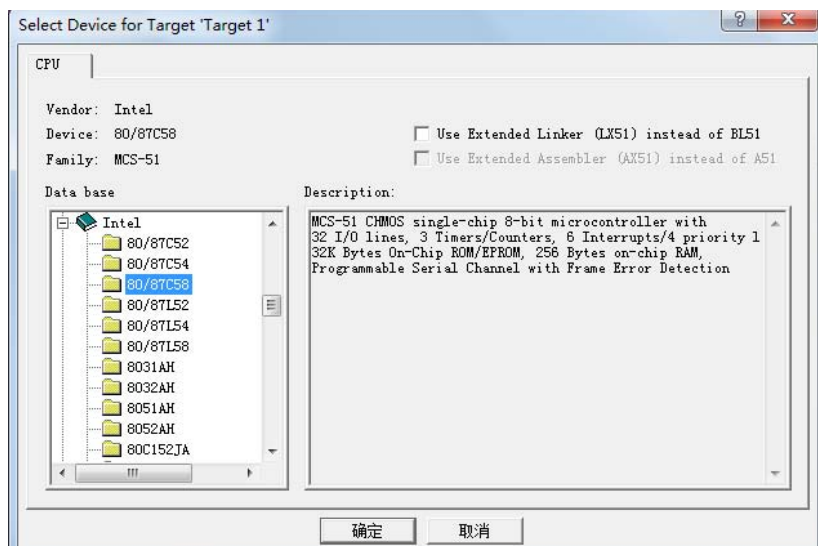 Select Device for Target 'Target 1'
CPU
Vendor: Intel
Device: 80/87C58
Family: MCS-51
Use Extended Linker (LX51) instead of BL51
Use Extended Assembler (AX51) instead of A51
Data base
Intel
80/87C52
80/87C54
80/87C58
80/87L52
80/87L54
80/87L58
8031AH
8032AH
8051AH
8052AH
80C152JA
Description:
MCS-51 CHMOS single-chip 8-bit microcontroller with
32 I/O lines, 3 Timers/Counters, 6 Interrupts/4 priority l
32K Bytes On-Chip ROM/EPROM, 256 Bytes on-chip RAM,
Programmable Serial Channel with Frame Error Detection
确定
取消